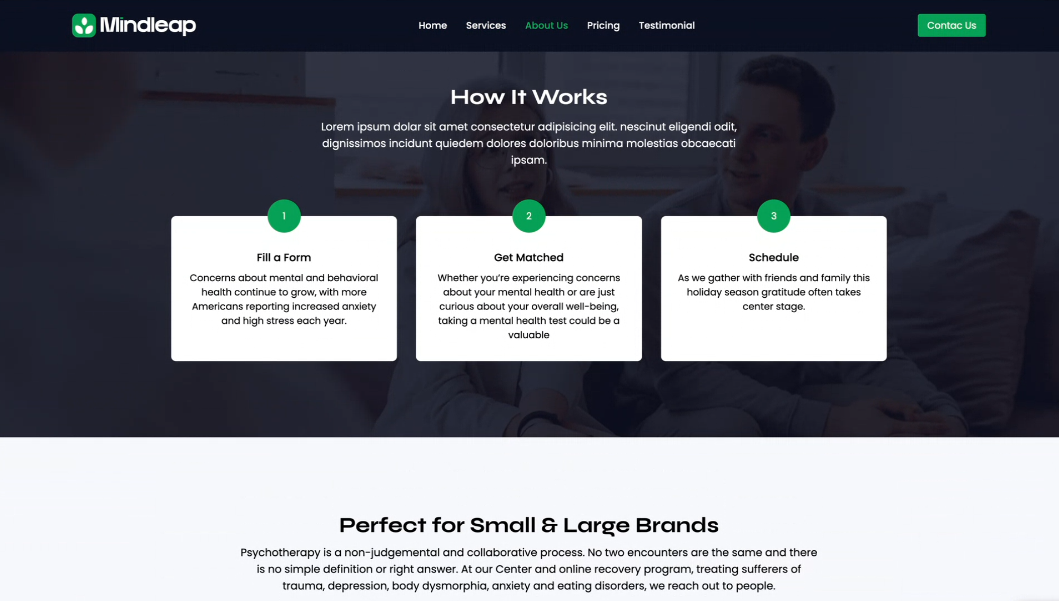 Mindleap
Home Services About Us Pricing Testimonial
Contac Us
How It Works
Lorem ipsum dolar sit amet consectetur adipisicing elit. nescinut eligendi odit,
dignissimos incidunt quiedem dolores doloribus minima molestias obcaecati
ipsam.
1
Fill a Form
Concerns about mental and behavioral
health continue to grow, with more
Americans reporting increased anxiety
and high stress each year.
2
Get Matched
Whether you're experiencing concerns
about your mental health or are just
curious about your overall well-being,
taking a mental health test could be a
valuable
3
Schedule
As we gather with friends and family this
holiday season gratitude often takes
center stage.
Perfect for Small & Large Brands
Psychotherapy is a non-judgemental and collaborative process. No two encounters are the same and there
is no simple definition or right answer. At our Center and online recovery program, treating sufferers of
trauma, depression, body dysmorphia, anxiety and eating disorders, we reach out to people.